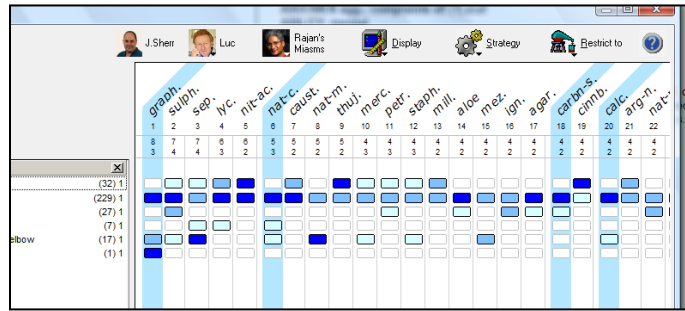 J.Sherr Luc Rajan's Miasms Display Strategy Restrict to ?
graph. sulph. sep. lyc. nit-ac. nat-c. caust. nat-m. thuj. merc. petr. staph. mill. aloe mez. ign. agar. carbn-s. cinnb. calc. arg-n. nat-
1 2 3 4 5 6 7 8 9 10 11 12 13 14 15 16 17 18 19 20 21 22
8 7 7 6 6 5 5 5 5 4 4 4 4 4 4 4 4 4 4 4 4 4
3 4 4 3 2 3 2 2 2 3 3 3 2 2 2 2 2 2 2 2 2 2
(32) 1
(229) 1
(27) 1
(7) 1
elbow (17) 1
(1) 1